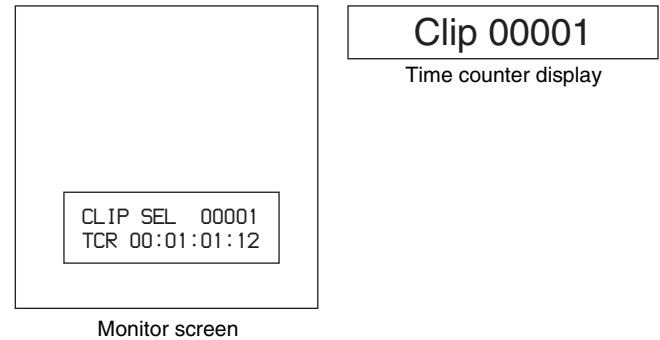 Clip 00001
Time counter display
CLIP SEL 00001
TCR 00:01:01:12
Monitor screen